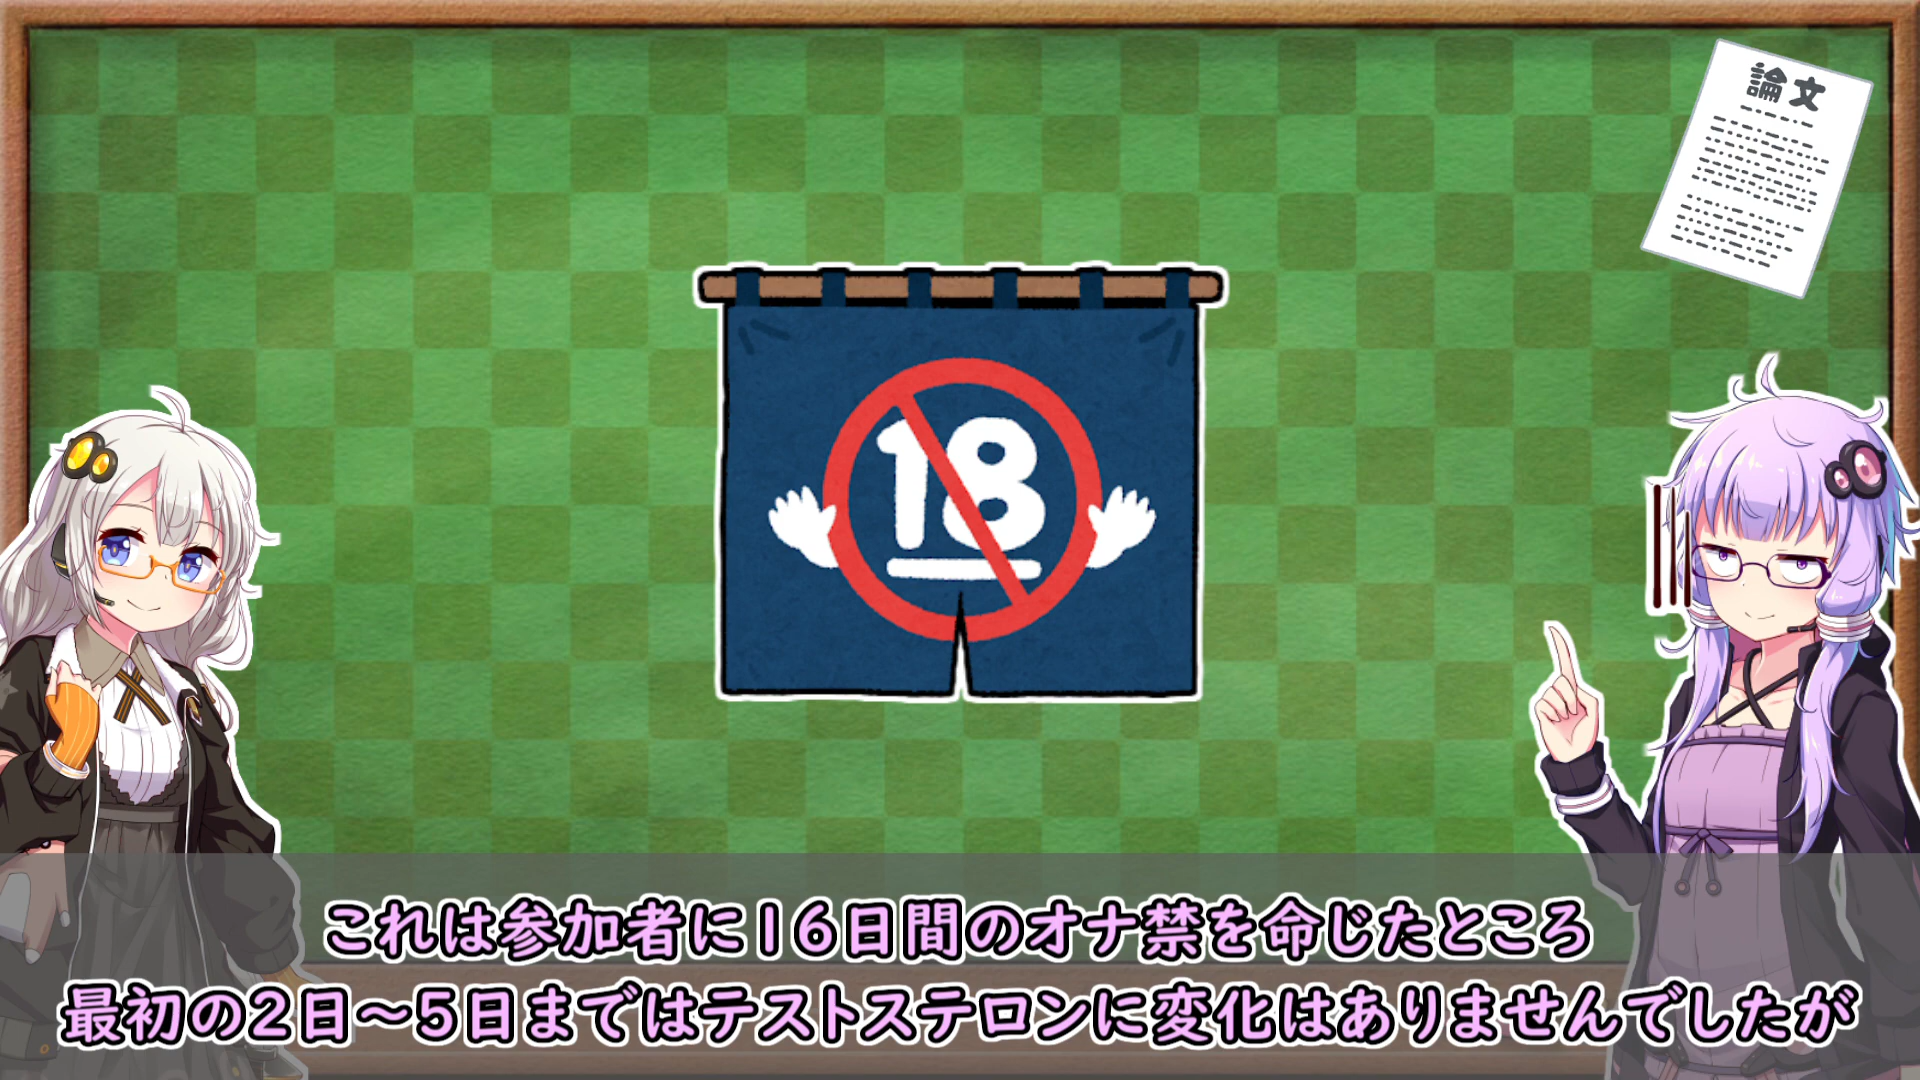 論文
18
これは参加者に16日間のオナ禁を命じたところ
最初の2日～5日まではテストステロンに変化はありませんでしたが